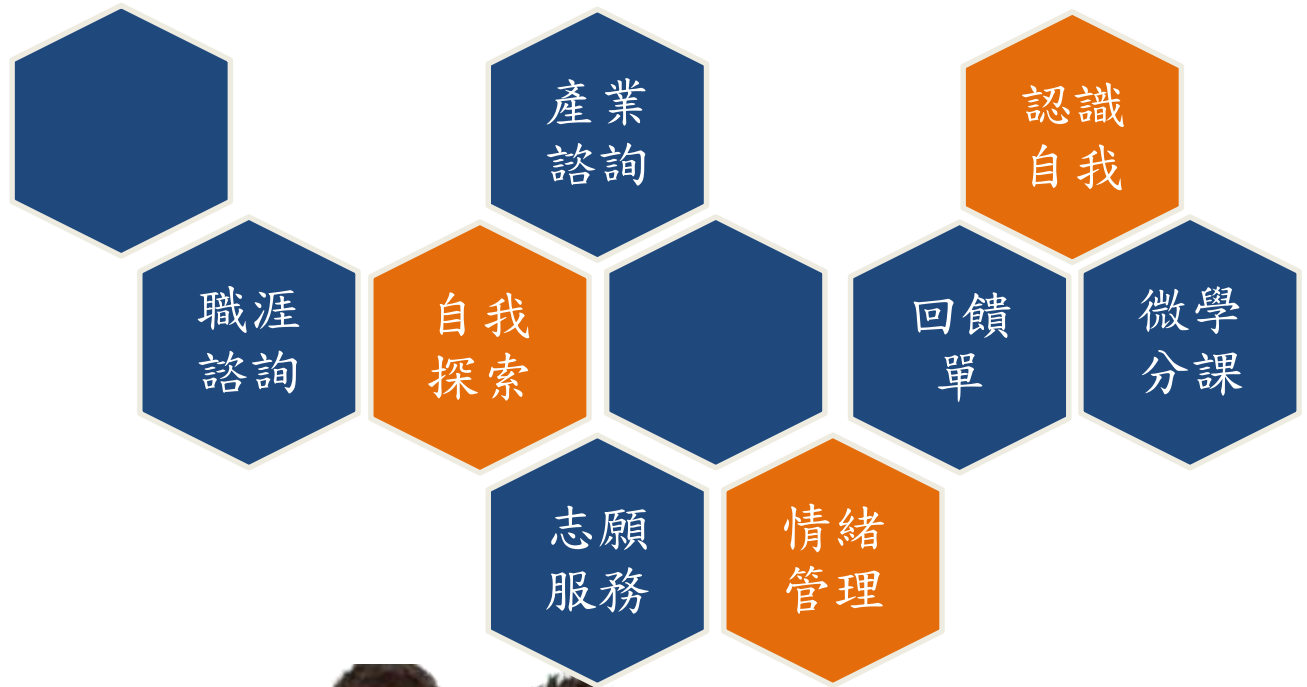 產業
諮詢
認識
自我
職涯
諮詢
自我
探索
回饋
單
微學
分課
志願
服務
情緒
管理